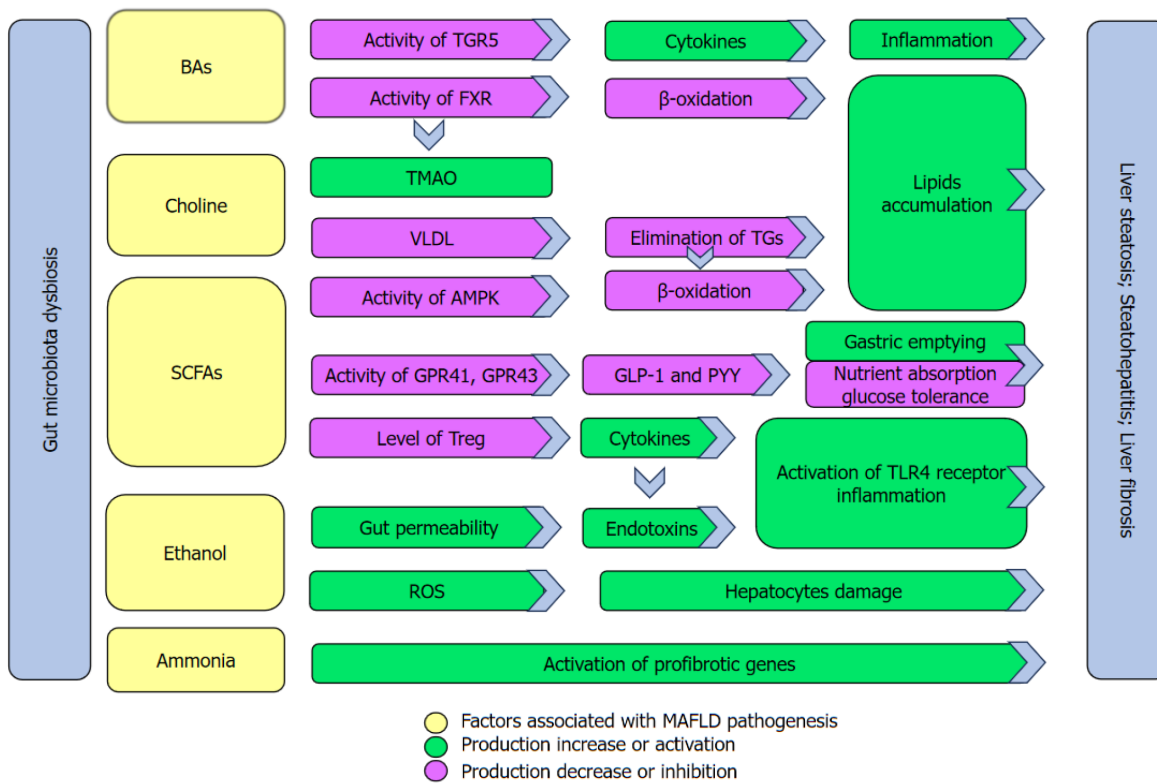 Gut microbiota dysbiosis
BAs
Activity of TGR5
Cytokines
Inflammation
Activity of FXR
β-oxidation
Choline
TMAO
Lipids
accumulation
VLDL
Elimination of TGs
SCFAs
Activity of AMPK
β-oxidation
Gastric emptying
Activity of GPR41, GPR43
GLP-1 and PYY
Nutrient absorption
glucose tolerance
Level of Treg
Cytokines
Activation of TLR4 receptor
inflammation
Ethanol
Gut permeability
Endotoxins
ROS
Hepatocytes damage
Ammonia
Activation of profibrotic genes
Liver steatosis; Steatohepatitis; Liver fibrosis
Factors associated with MAFLD pathogenesis
Production increase or activation
Production decrease or inhibition